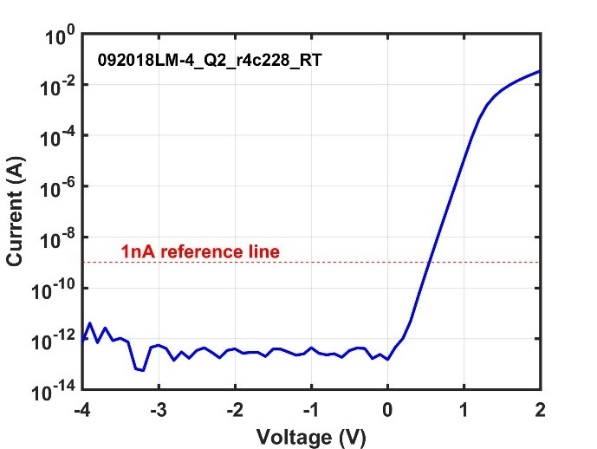 092018LM-4_Q2_r4c228_RT
10^0
10^-2
10^-4
10^-6
10^-8
10^-10
10^-12
10^-14
Current (A)
1nA reference line
-4 -3 -2 -1 0 1 2
Voltage (V)